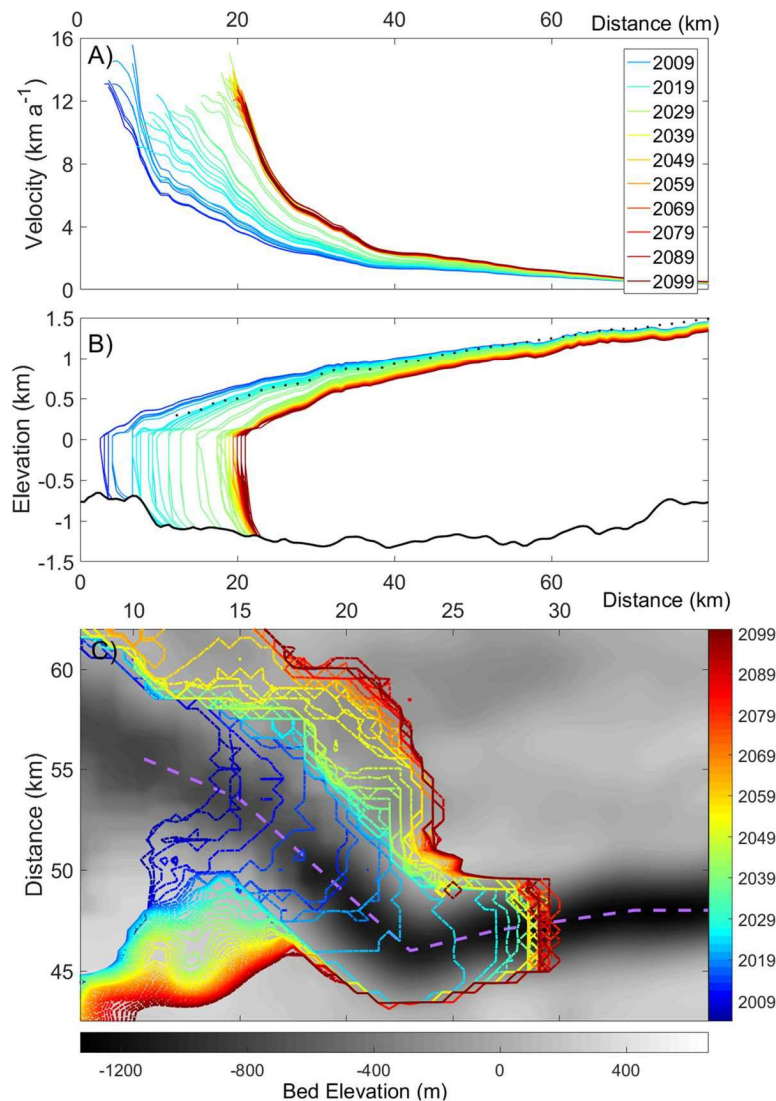 0 20 40 Distance (km) 60
A)
Velocity (km a⁻¹)
16
12
8
4
0
2009
2019
2029
2039
2049
2059
2069
2079
2089
2099
20 40 60
B)
Elevation (km)
1.5
1
0.5
0
-0.5
-1
-1.5
0 20 40 60
Distance (km)
10 15 20 25 30
C)
Distance (km)
60
55
50
45
2099
2089
2079
2069
2059
2049
2039
2029
2019
2009
-1200 -800 -400 0 400
Bed Elevation (m)